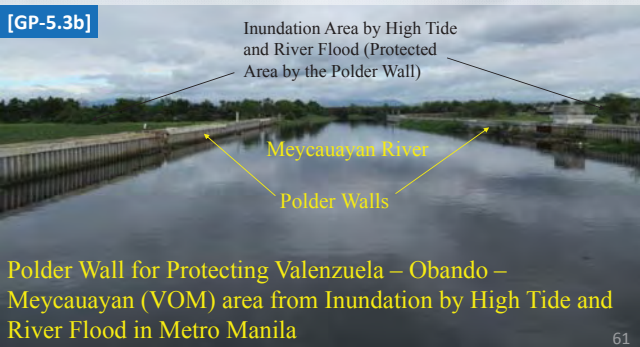 [GP-5.3b]
Inundation Area by High Tide
and River Flood (Protected
Area by the Polder Wall)
Meycauayan River
Polder Walls
Polder Wall for Protecting Valenzuela – Obando –
Meycauayan (VOM) area from Inundation by High Tide and
River Flood in Metro Manila
61